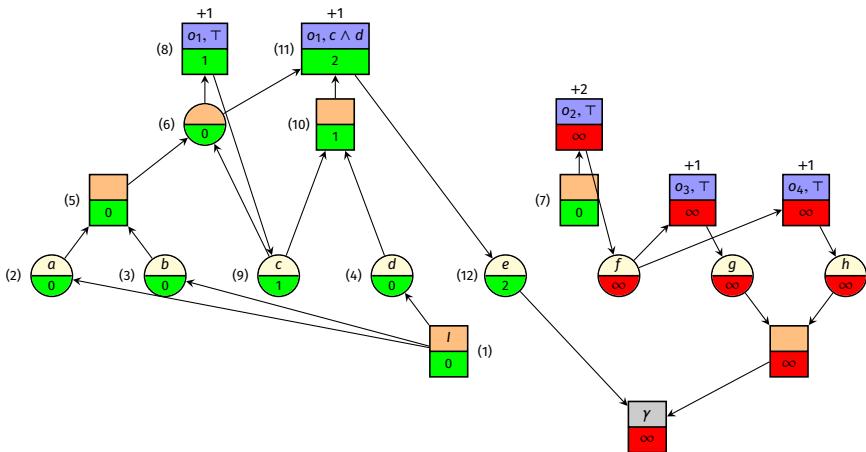 +1 +1
(8) o₁, ⊤ (11) o₁, c ∧ d
1 2
+2
o₂, ⊤
∞
(6) 0 (10) 1
+1 +1
(5) 0 (7) 0 o₃, ⊤ o₄, ⊤
∞ ∞
(2) a (3) b (9) c (4) d (12) e f g h
0 0 1 0 2 ∞ ∞ ∞
I (1)
0 ∞
γ
∞